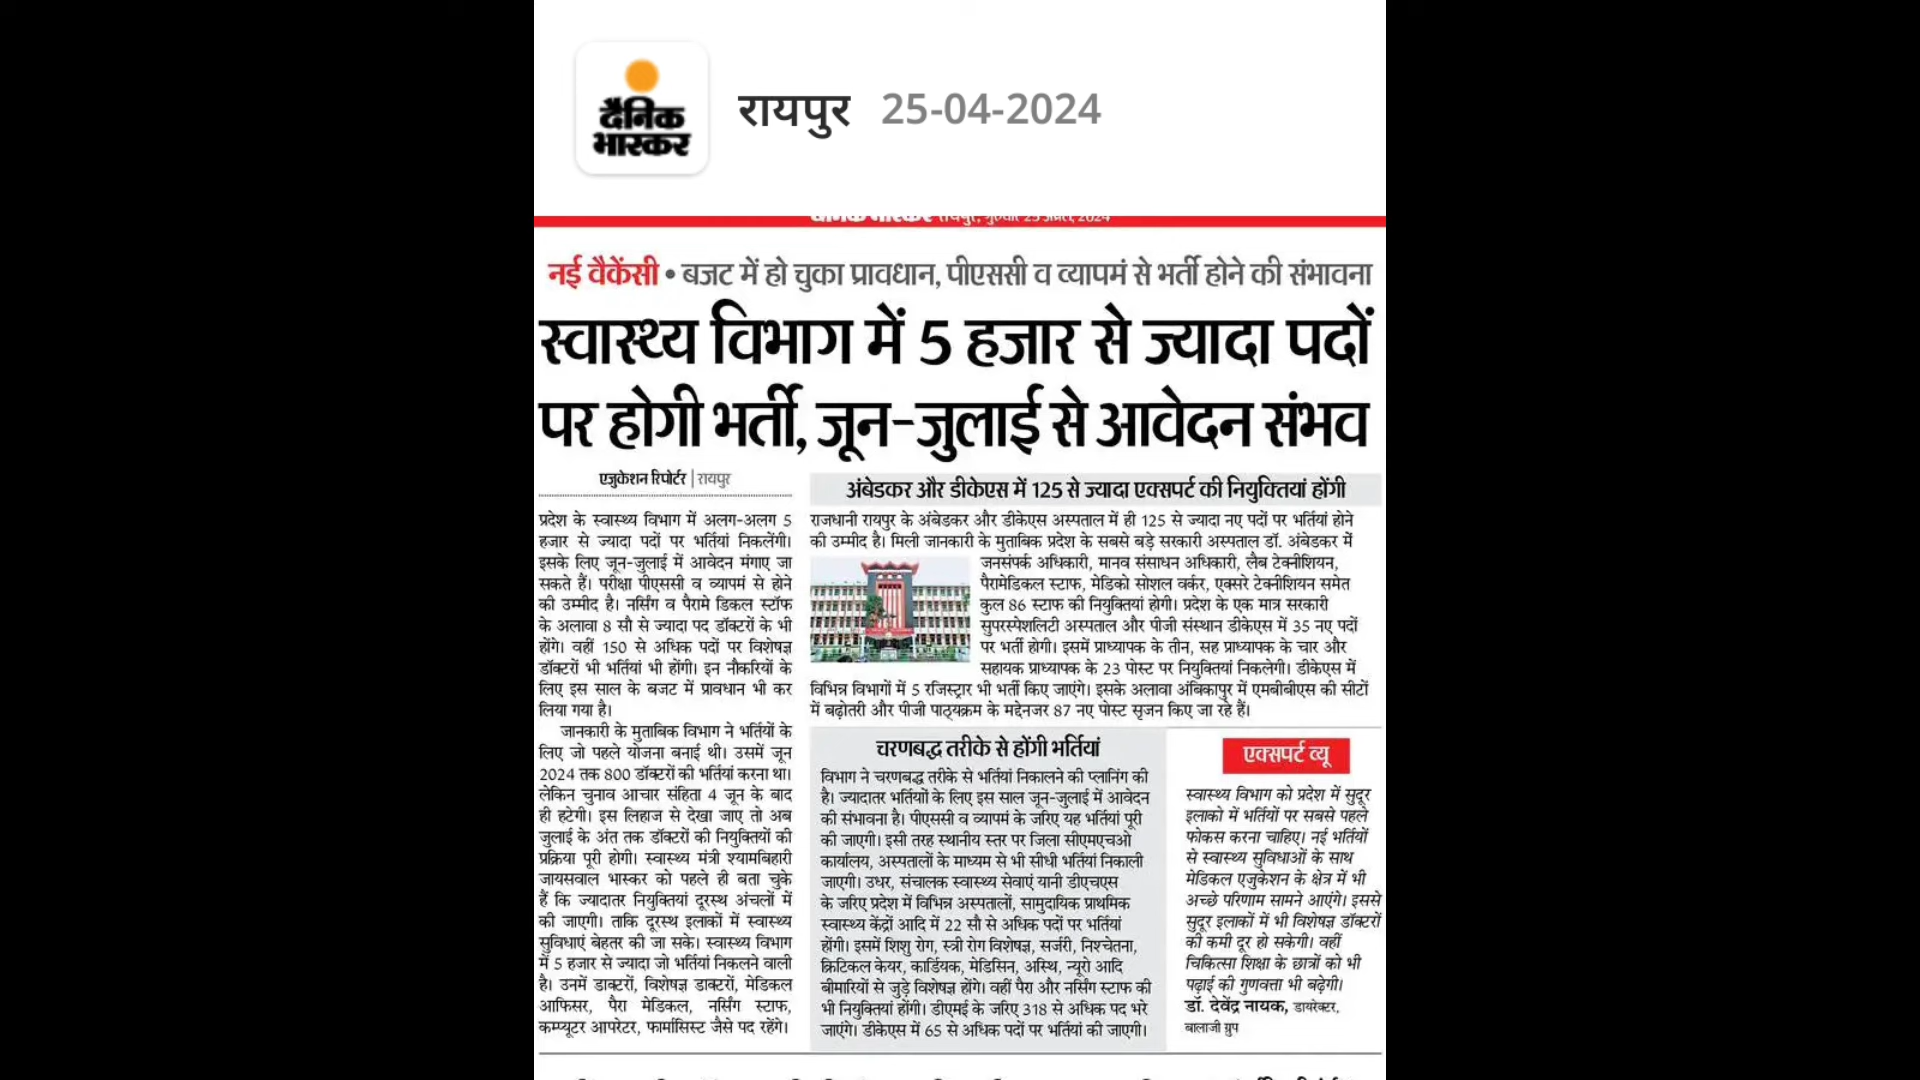 दैनिक
भास्कर
रायपुर 25-04-2024
दैनिक भास्कर रायपुर, गुरुवार 25 अप्रैल, 2024
नई वैकेंसी • बजट में हो चुका प्रावधान, पीएससी व व्यापमं से भर्ती होने की संभावना
स्वास्थ्य विभाग में 5 हजार से ज्यादा पदों
पर होगी भर्ती, जून-जुलाई से आवेदन संभव
एजुकेशन रिपोर्टर | रायपुर
प्रदेश के स्वास्थ्य विभाग में अलग-अलग 5
हजार से ज्यादा पदों पर भर्तियां निकलेंगी।
इसके लिए जून-जुलाई में आवेदन मंगाए जा
सकते हैं। परीक्षा पीएससी व व्यापमं से होने
की उम्मीद है। नर्सिंग व पैरामे डिकल स्टॉफ
के अलावा 8 सौ से ज्यादा पद डॉक्टरों के भी
होंगे। वहीं 150 से अधिक पदों पर विशेषज्ञ
डॉक्टरों भी भर्तियां भी होंगी। इन नौकरियों के
लिए इस साल के बजट में प्रावधान भी कर
लिया गया है।
जानकारी के मुताबिक विभाग ने भर्तियों के
लिए जो पहले योजना बनाई थी। उसमें जून
2024 तक 800 डॉक्टरों की भर्तियां करना था।
लेकिन चुनाव आचार संहिता 4 जून के बाद
ही हटेगी। इस लिहाज से देखा जाए तो अब
जुलाई के अंत तक डॉक्टरों की नियुक्तियों की
प्रक्रिया पूरी होगी। स्वास्थ्य मंत्री श्यामबिहारी
जायसवाल भास्कर को पहले ही बता चुके
हैं कि ज्यादातर नियुक्तियां दूरस्थ अंचलों में
की जाएगी। ताकि दूरस्थ इलाकों में स्वास्थ्य
सुविधाएं बेहतर की जा सके। स्वास्थ्य विभाग
में 5 हजार से ज्यादा जो भर्तियां निकलने वाली
है। उनमें डाक्टरों, विशेषज्ञ डाक्टरों, मेडिकल
आफिसर, पैरा मेडिकल, नर्सिंग स्टाफ,
कम्प्यूटर आपरेटर, फार्मासिस्ट जैसे पद रहेंगे।
अंबेडकर और डीकेएस में 125 से ज्यादा एक्सपर्ट की नियुक्तियां होंगी
राजधानी रायपुर के अंबेडकर और डीकेएस अस्पताल में ही 125 से ज्यादा नए पदों पर भर्तियां होने
की उम्मीद है। मिली जानकारी के मुताबिक प्रदेश के सबसे बड़े सरकारी अस्पताल डॉ. अंबेडकर में
जनसंपर्क अधिकारी, मानव संसाधन अधिकारी, लैब टेक्नीशियन,
पैरामेडिकल स्टाफ, मेडिको सोशल वर्कर, एक्सरे टेक्नीशियन समेत
कुल 86 स्टाफ की नियुक्तियां होगी। प्रदेश के एक मात्र सरकारी
सुपरस्पेशलिटी अस्पताल और पीजी संस्थान डीकेएस में 35 नए पदों
पर भर्ती होगी। इसमें प्राध्यापक के तीन, सह प्राध्यापक के चार और
सहायक प्राध्यापक के 23 पोस्ट पर नियुक्तियां निकलेगी। डीकेएस में
विभिन्न विभागों में 5 रजिस्ट्रार भी भर्ती किए जाएंगे। इसके अलावा अंबिकापुर में एमबीबीएस की सीटों
में बढ़ोतरी और पीजी पाठ्यक्रम के मद्देनजर 87 नए पोस्ट सृजन किए जा रहे हैं।
चरणबद्ध तरीके से होंगी भर्तियां
विभाग ने चरणबद्ध तरीके से भर्तियां निकालने की प्लानिंग की
है। ज्यादातर भर्तियों के लिए इस साल जून-जुलाई में आवेदन
की संभावना है। पीएससी व व्यापमं के जरिए यह भर्तियां पूरी
की जाएगी। इसी तरह स्थानीय स्तर पर जिला सीएमएचओ
कार्यालय, अस्पतालों के माध्यम से भी सीधी भर्तियां निकाली
जाएगी। उधर, संचालक स्वास्थ्य सेवाएं यानी डीएचएस
के जरिए प्रदेश में विभिन्न अस्पतालों, सामुदायिक प्राथमिक
स्वास्थ्य केंद्रों आदि में 22 सौ से अधिक पदों पर भर्तियां
होंगी। इसमें शिशु रोग, स्त्री रोग विशेषज्ञ, सर्जरी, निश्चेतना,
क्रिटिकल केयर, कार्डियक, मेडिसिन, अस्थि, न्यूरो आदि
बीमारियों से जुड़े विशेषज्ञ होंगे। वहीं पैरा और नर्सिंग स्टाफ की
भी नियुक्तियां होंगी। डीएमई के जरिए 318 से अधिक पद भरे
जाएंगे। डीकेएस में 65 से अधिक पदों पर भर्तियां की जाएगी।
एक्सपर्ट व्यू
स्वास्थ्य विभाग को प्रदेश में सुदूर
इलाको में भर्तियों पर सबसे पहले
फोकस करना चाहिए। नई भर्तियों
से स्वास्थ्य सुविधाओं के साथ
मेडिकल एजुकेशन के क्षेत्र में भी
अच्छे परिणाम सामने आएंगे। इससे
सुदूर इलाकों में भी विशेषज्ञ डॉक्टरों
की कमी दूर हो सकेगी। वहीं
चिकित्सा शिक्षा के छात्रों को भी
पढ़ाई की गुणवत्ता भी बढ़ेगी।
डॉ. देवेंद्र नायक, डायरेक्टर,
बालाजी ग्रुप